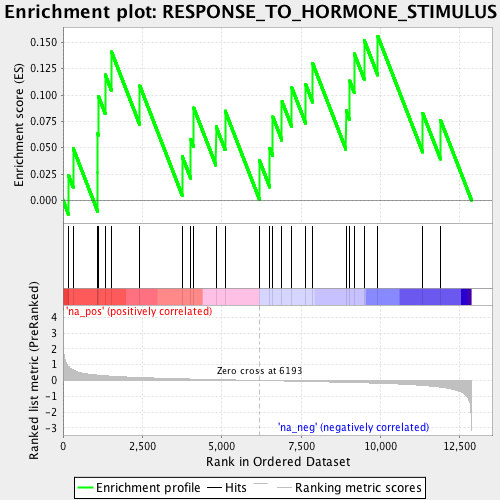 Enrichment plot: RESPONSE_TO_HORMONE_STIMULUS
Enrichment score (ES)
0.150
0.125
0.100
0.075
0.050
0.025
0.000
'na_pos' (positively correlated)
Ranked list metric (PreRanked)
4
3
2
1
0
-1
-2
-3
Zero cross at 6193
'na_neg' (negatively correlated)
0 2,500 5,000 7,500 10,000 12,500
Rank in Ordered Dataset
Enrichment profile Hits Ranking metric scores